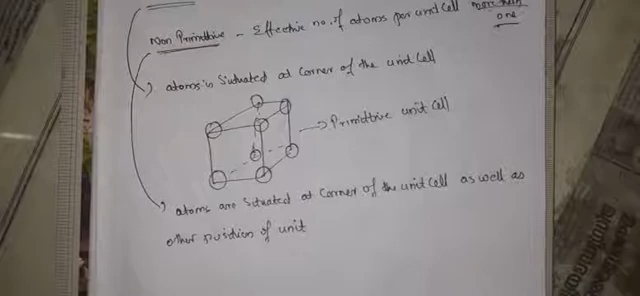 Non Primitive - Effective no. of atoms per unit cell more than
one
atoms is situated at corner of the unit cell
Primitive unit cell
atoms are situated at corner of the unit cell as well as
other position of unit